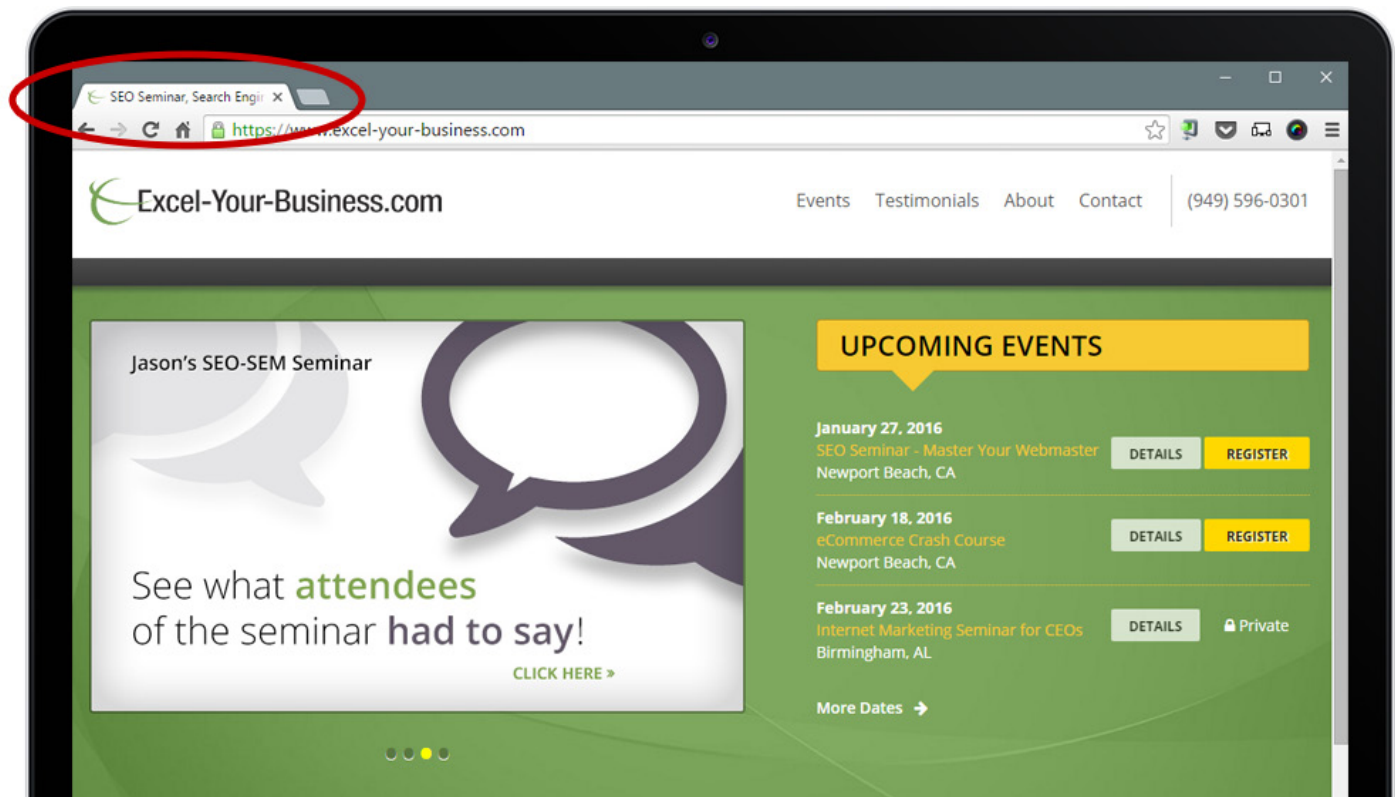 SEO Seminar, Search Engin
https://www.excel-your-business.com
Excel-Your-Business.com
Events Testimonials About Contact (949) 596-0301
Jason's SEO-SEM Seminar
See what attendees
of the seminar had to say!
CLICK HERE »
UPCOMING EVENTS
January 27, 2016
SEO Seminar - Master Your Webmaster
Newport Beach, CA
DETAILS REGISTER
February 18, 2016
eCommerce Crash Course
Newport Beach, CA
DETAILS REGISTER
February 23, 2016
Internet Marketing Seminar for CEOs
Birmingham, AL
DETAILS Private
More Dates